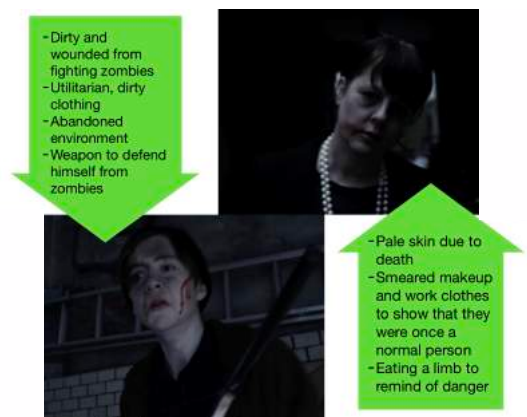 -Dirty and
wounded from
fighting zombies
-Utilitarian, dirty
clothing
-Abandoned
environment
-Weapon to defend
himself from
zombies
-Pale skin due to
death
-Smeared makeup
and work clothes
to show that they
were once a
normal person
-Eating a limb to
remind of danger